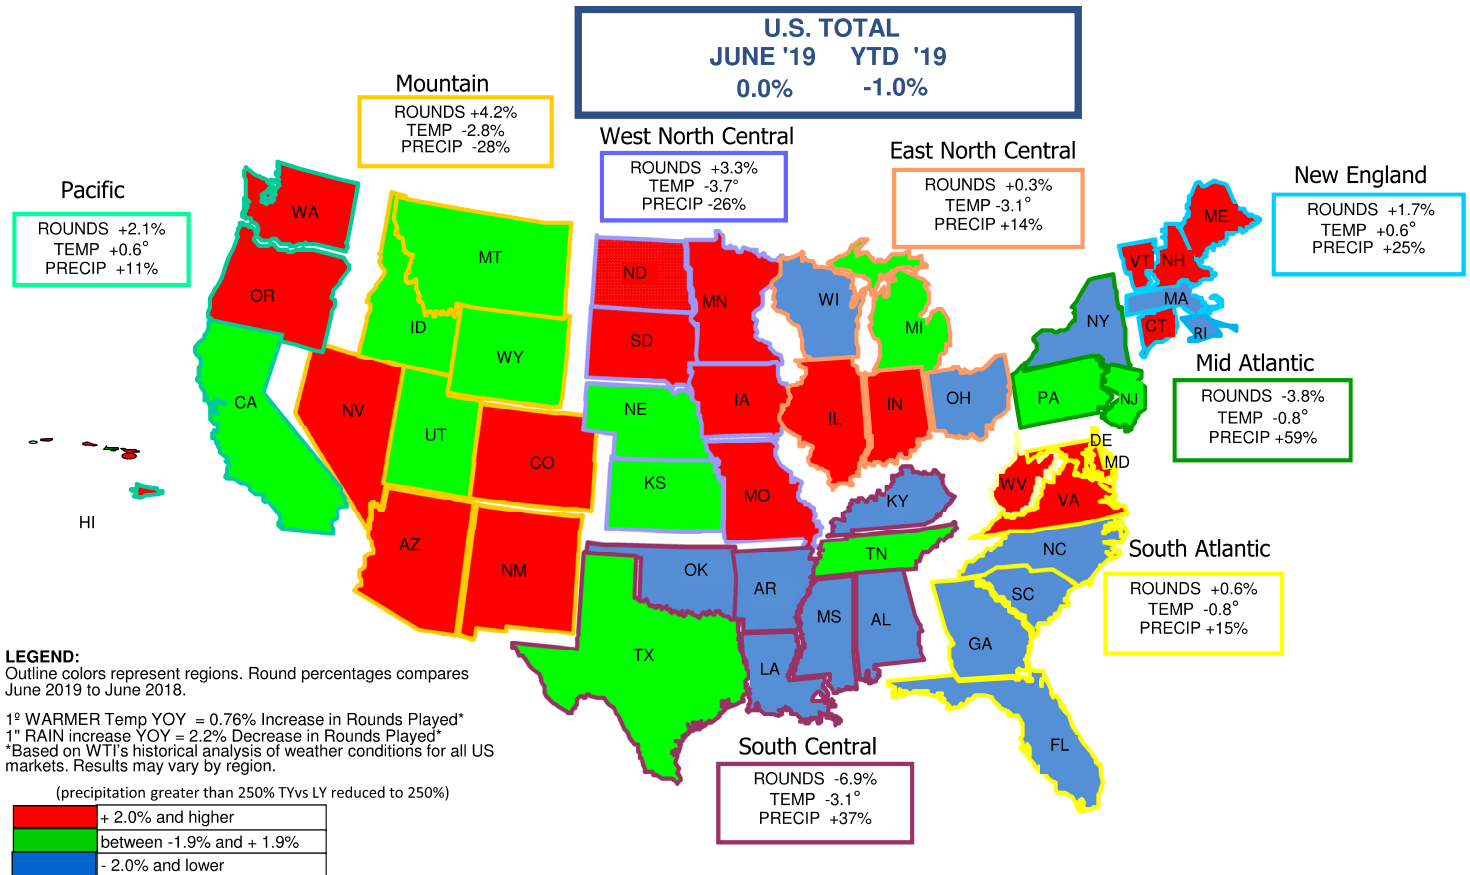 U.S. TOTAL
JUNE '19 YTD '19
0.0% -1.0%
Mountain
ROUNDS +4.2%
TEMP -2.8%
PRECIP -28%
West North Central
ROUNDS +3.3%
TEMP -3.7°
PRECIP -26%
East North Central
ROUNDS +0.3%
TEMP -3.1°
PRECIP +14%
New England
ROUNDS +1.7%
TEMP +0.6°
PRECIP +25%
Pacific
ROUNDS +2.1%
TEMP +0.6°
PRECIP +11%
Mid Atlantic
ROUNDS -3.8%
TEMP -0.8°
PRECIP +59%
South Atlantic
ROUNDS +0.6%
TEMP -0.8°
PRECIP +15%
South Central
ROUNDS -6.9%
TEMP -3.1°
PRECIP +37%
WA
OR
CA
NV
ID
MT
WY
UT
CO
AZ
NM
HI
ND
SD
NE
KS
MN
IA
MO
WI
MI
IL
IN
OH
KY
TN
OK
AR
TX
LA
MS
AL
GA
FL
SC
NC
VA
WV
DE
MD
PA
NJ
NY
VT
NH
ME
MA
CT
RI
LEGEND:
Outline colors represent regions. Round percentages compares
June 2019 to June 2018.
1º WARMER Temp YOY = 0.76% Increase in Rounds Played*
1" RAIN increase YOY = 2.2% Decrease in Rounds Played*
*Based on WTI's historical analysis of weather conditions for all US
markets. Results may vary by region.
(precipitation greater than 250% TYvs LY reduced to 250%)
+ 2.0% and higher
between -1.9% and + 1.9%
- 2.0% and lower